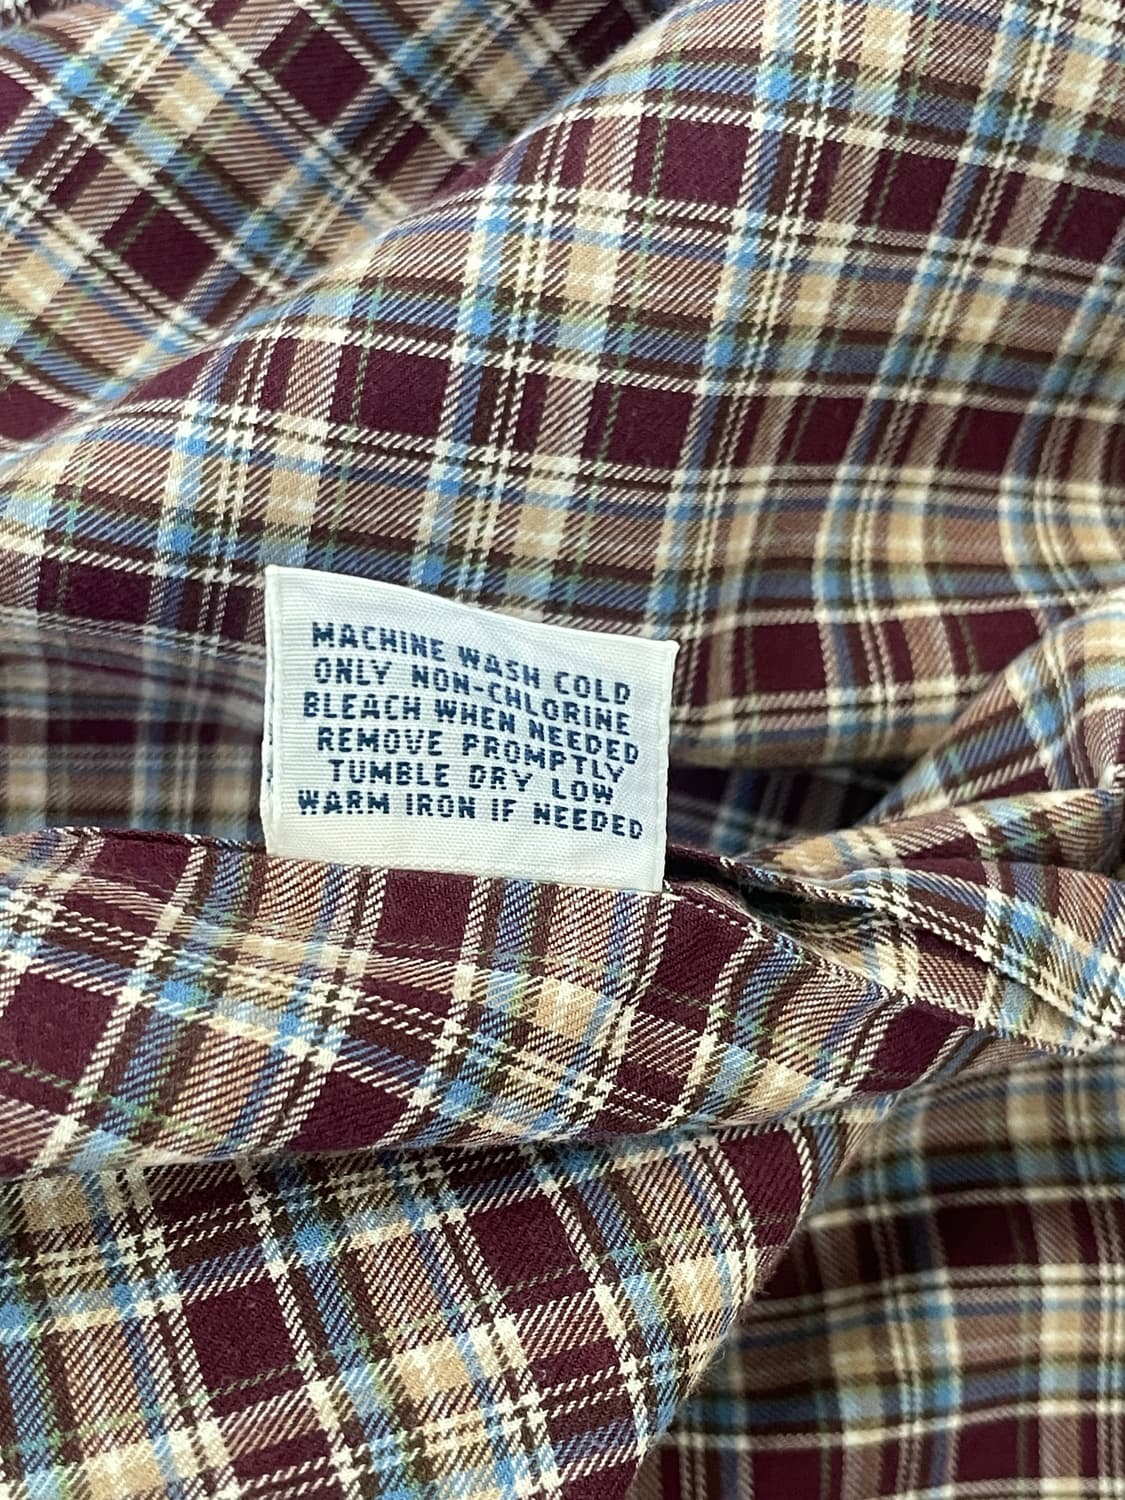 MACHINE WASH COLD
ONLY NON-CHLORINE
BLEACH WHEN NEEDED
REMOVE PROMPTLY
TUMBLE DRY LOW
WARM IRON IF NEEDED